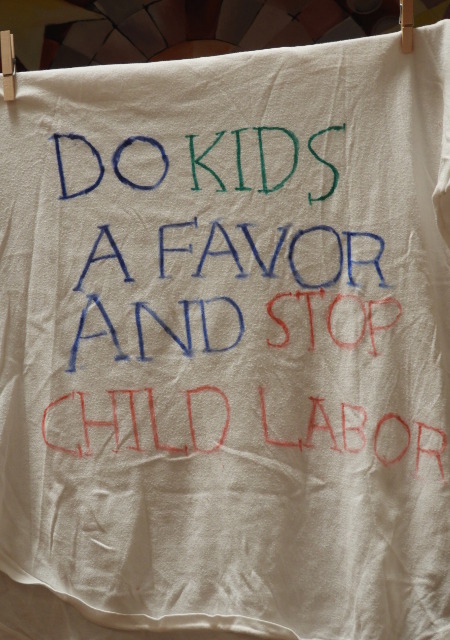 DO KIDS
A FAVOR
AND STOP
CHILD LABOR